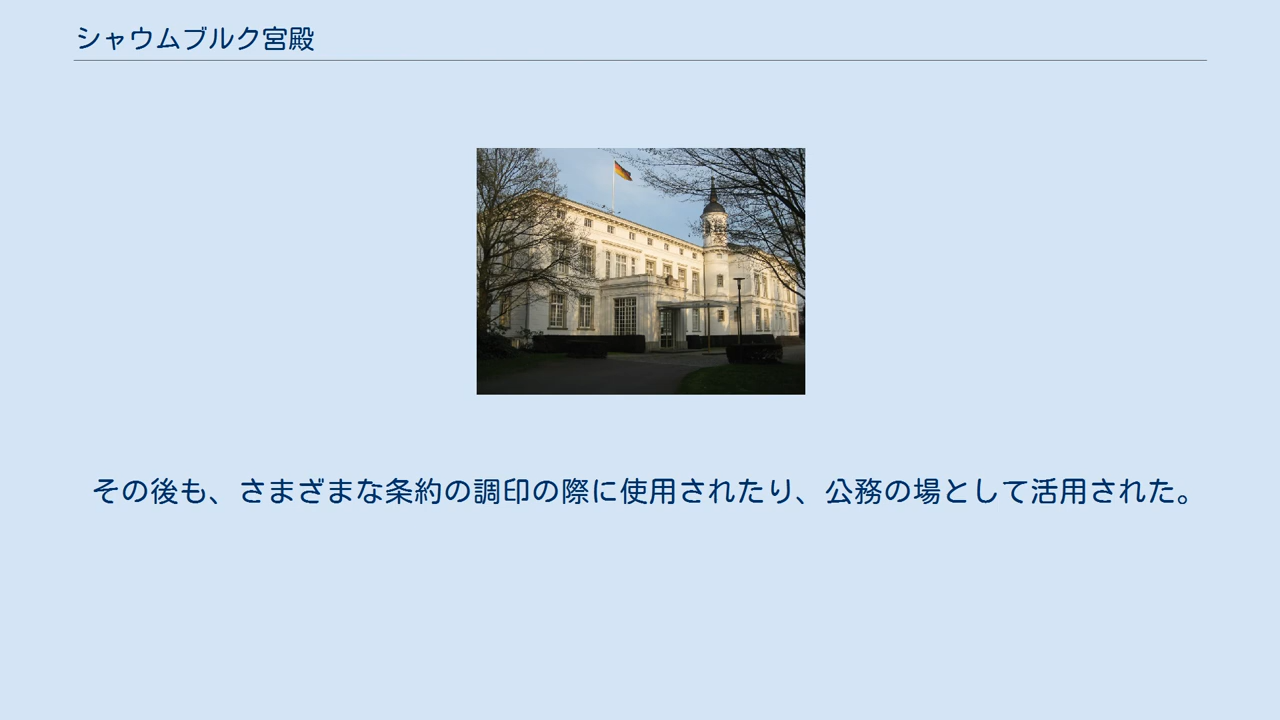 シャウムブルク宮殿
その後も、さまざまな条約の調印の際に使用されたり、公務の場として活用された。